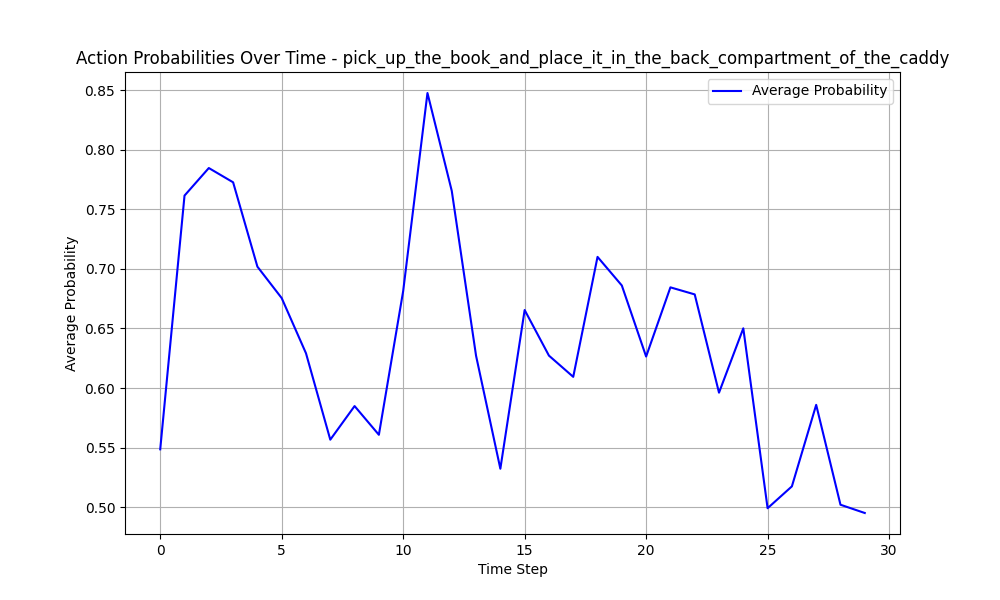 Action Probabilities Over Time - pick_up_the_book_and_place_it_in_the_back_compartment_of_the_caddy
Average Probability
0.85
0.80
0.75
0.70
0.65
0.60
0.55
0.50
Average Probability
0 5 10 15 20 25 30
Time Step